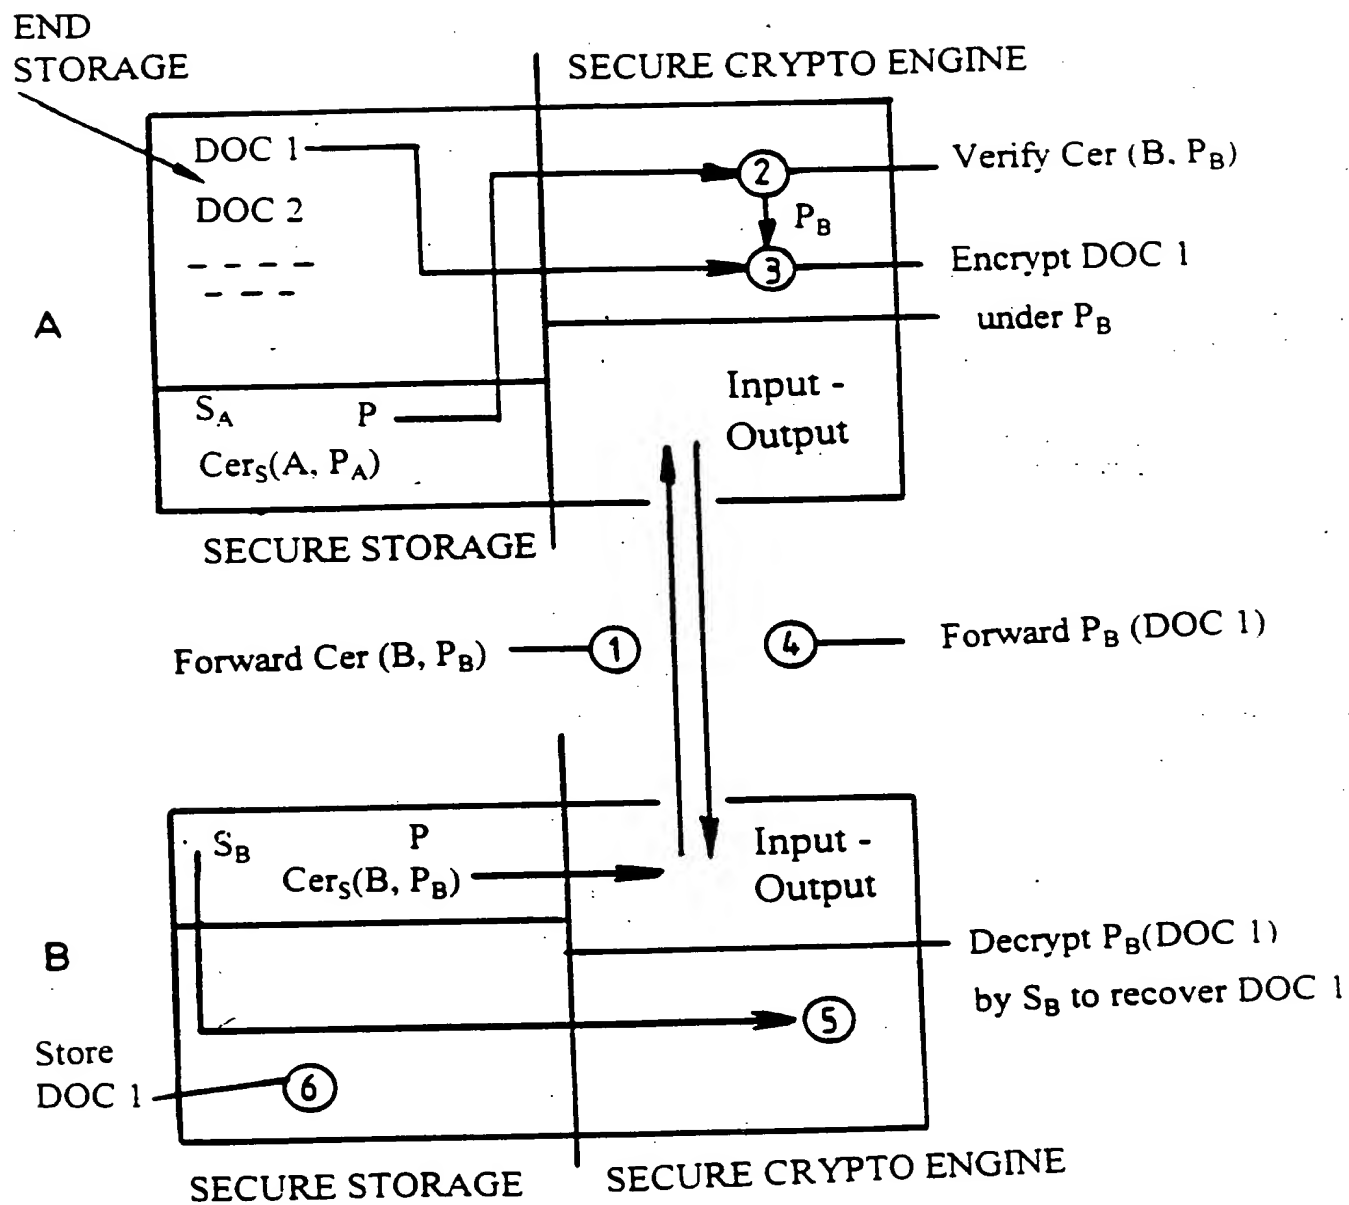 END
STORAGE
SECURE CRYPTO ENGINE
DOC 1
DOC 2
2
Verify Cer (B. P_B)
P_B
3
Encrypt DOC 1
under P_B
A
Input -
Output
S_A P
Cer_S(A, P_A)
SECURE STORAGE
Forward Cer (B, P_B)
1
4
Forward P_B (DOC 1)
S_B P
Cer_S(B, P_B)
Input -
Output
B
Decrypt P_B(DOC 1)
by S_B to recover DOC 1
5
Store
DOC 1
6
SECURE STORAGE
SECURE CRYPTO ENGINE